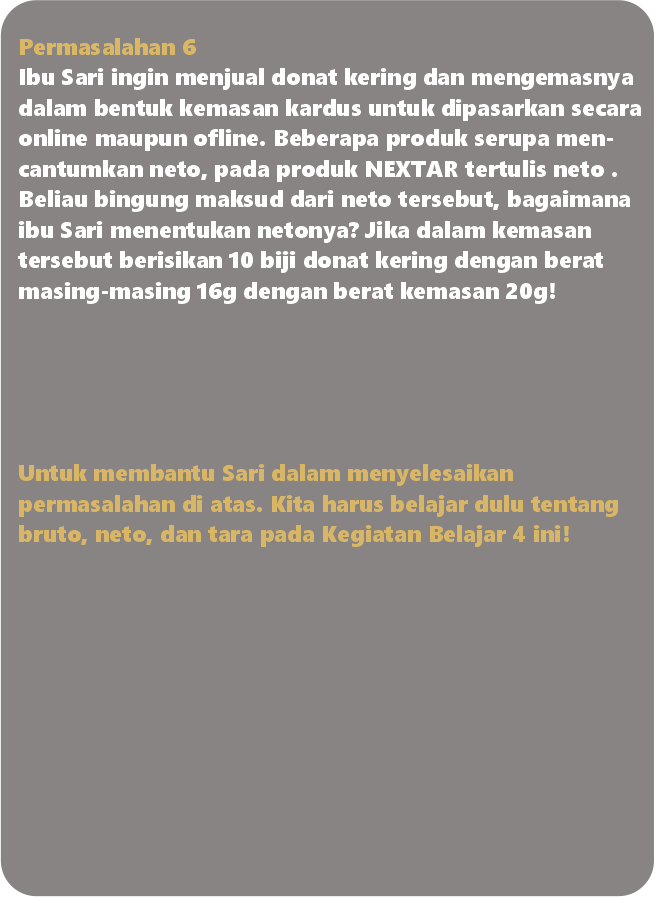 Permasalahan 6
Ibu Sari ingin menjual donat kering dan mengemasnya
dalam bentuk kemasan kardus untuk dipasarkan secara
online maupun ofline. Beberapa produk serupa men-
cantumkan neto, pada produk NEXTAR tertulis neto .
Beliau bingung maksud dari neto tersebut, bagaimana
ibu Sari menentukan netonya? Jika dalam kemasan
tersebut berisikan 10 biji donat kering dengan berat
masing-masing 16g dengan berat kemasan 20g!
Untuk membantu Sari dalam menyelesaikan
permasalahan di atas. Kita harus belajar dulu tentang
bruto, neto, dan tara pada Kegiatan Belajar 4 ini!